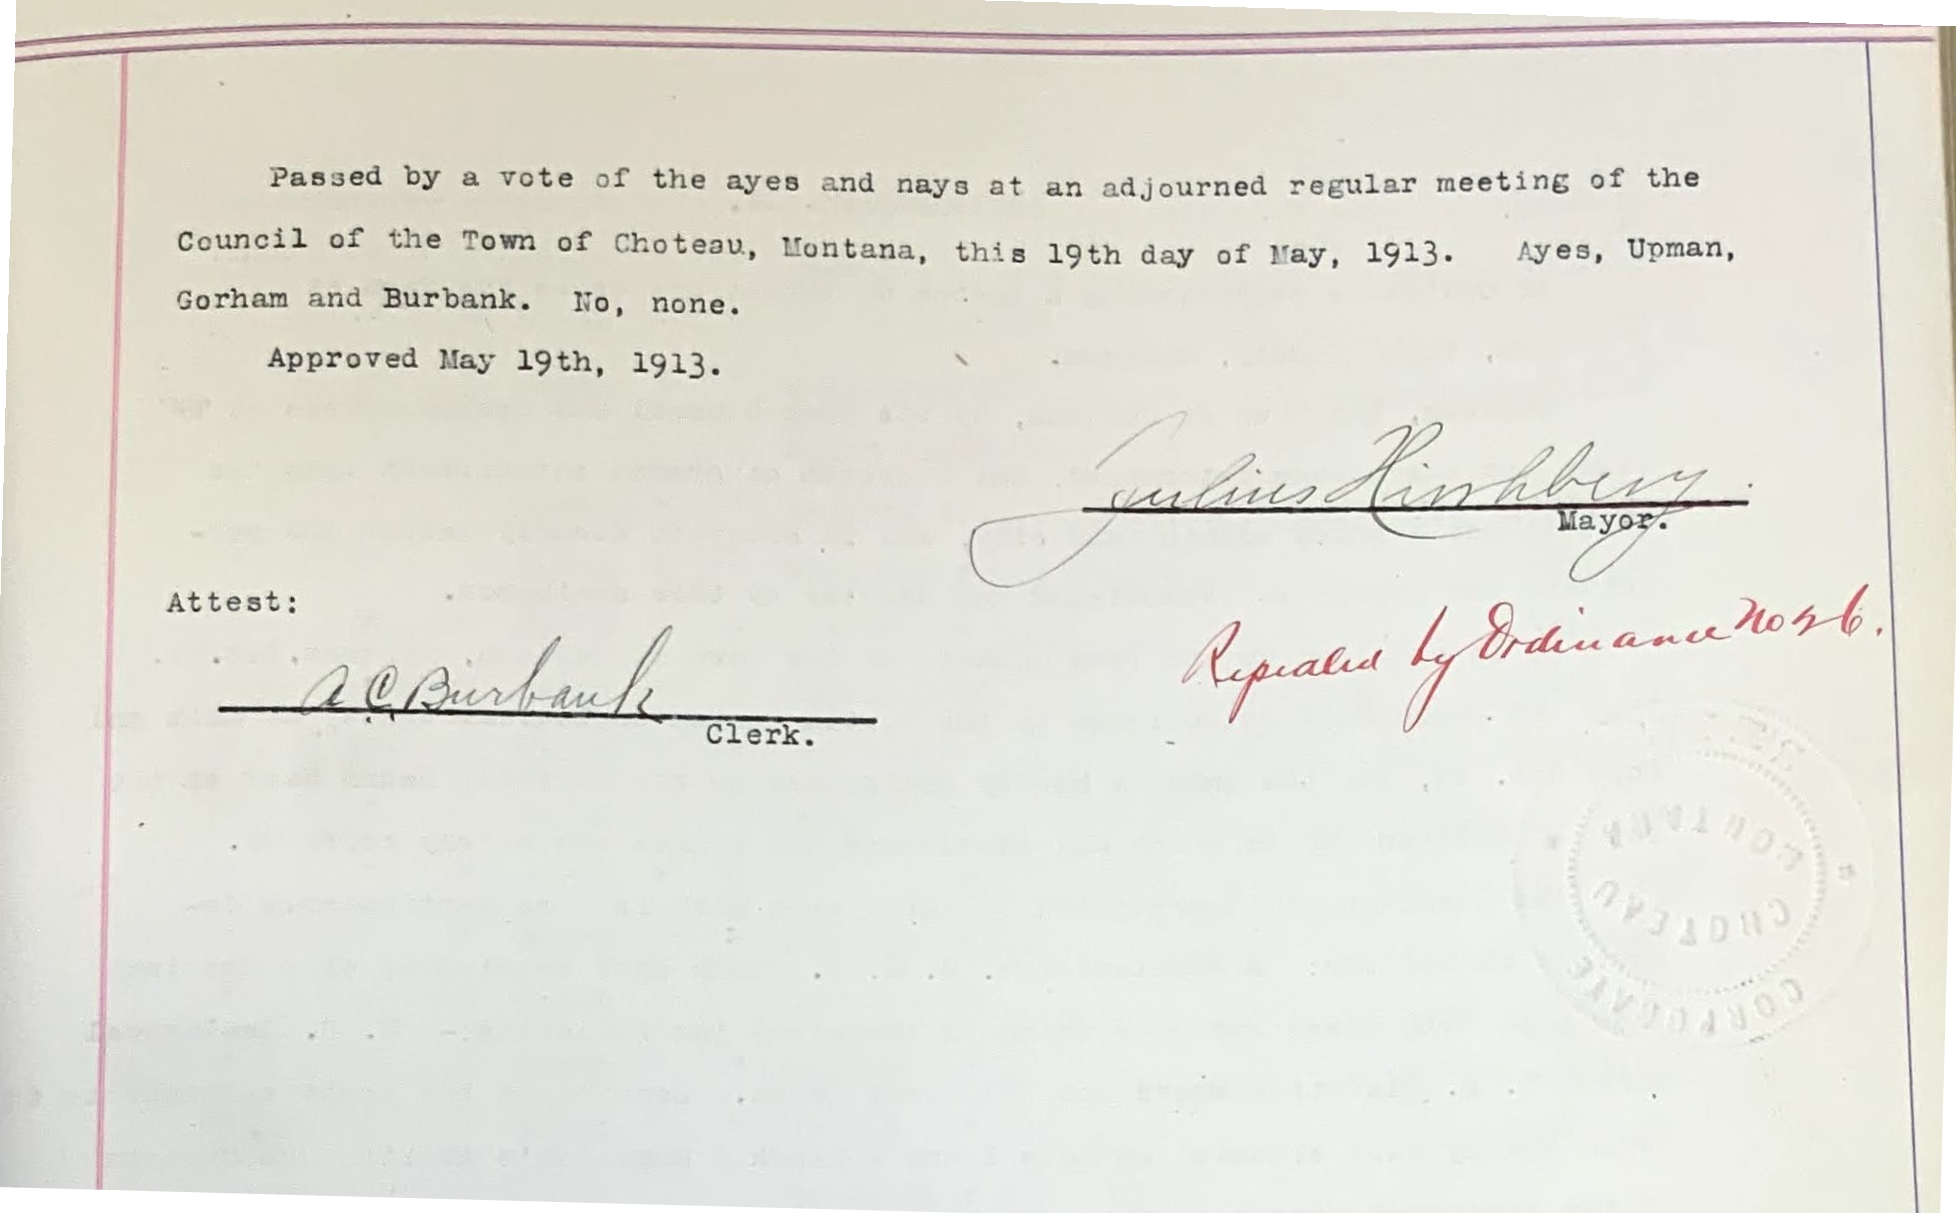 Passed by a vote of the ayes and nays at an adjourned regular meeting of the
Council of the Town of Choteau, Montana, this 19th day of May, 1913. Ayes, Upman,
Gorham and Burbank. No, none.
Approved May 19th, 1913.
Julius Hirshberg
Mayor.
Attest:
Repealed by Ordinance No 26.
A C Burbank
Clerk.
MONTANA
CHOTEAU
CORPORATE